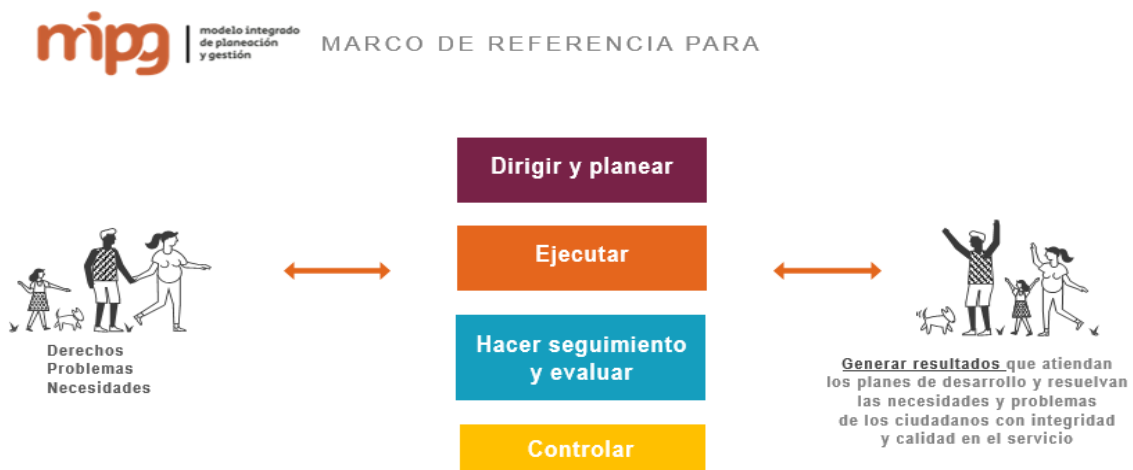 mipg
modelo integrado
de planeación
y gestión
MARCO DE REFERENCIA PARA
Dirigir y planear
Ejecutar
Hacer seguimiento
y evaluar
Controlar
Derechos
Problemas
Necesidades
Generar resultados que atiendan
los planes de desarrollo y resuelvan
las necesidades y problemas
de los ciudadanos con integridad
y calidad en el servicio